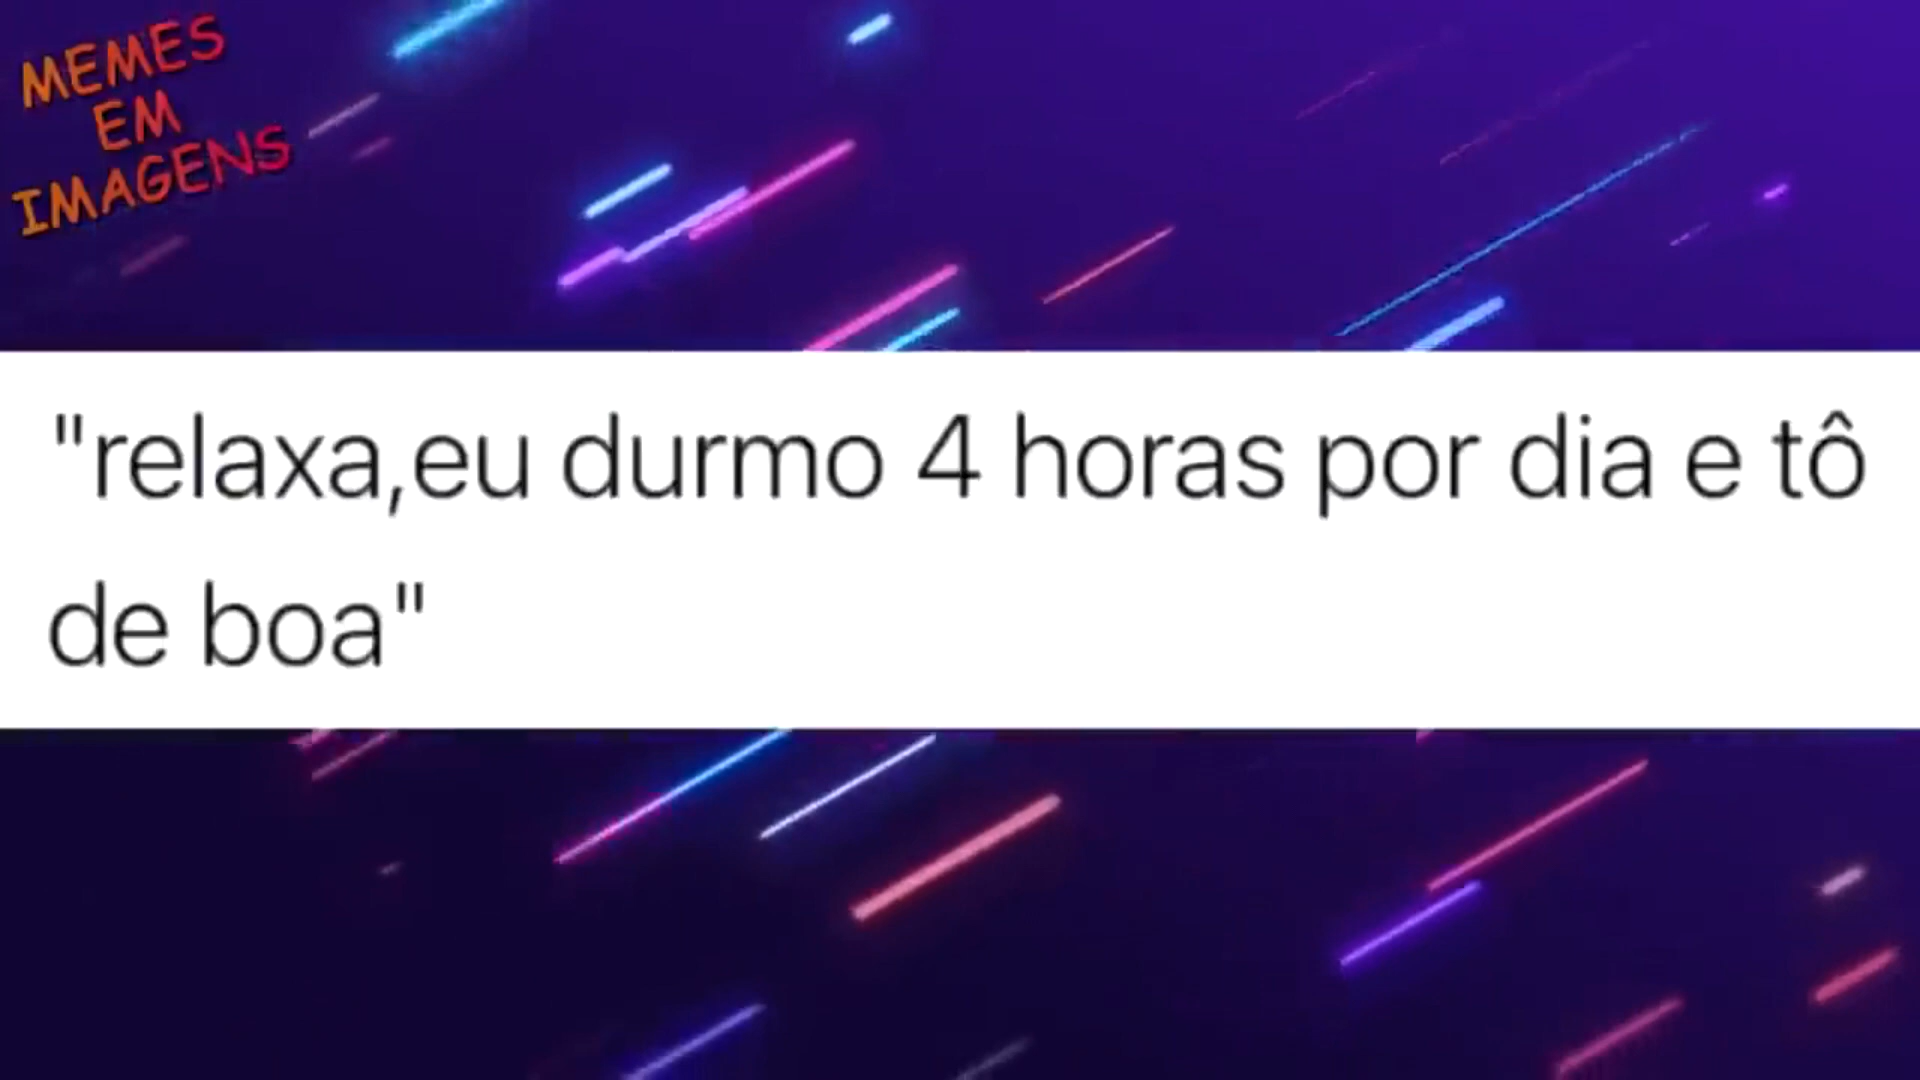 MEMES
EM
IMAGENS
"relaxa,eu durmo 4 horas por dia e tô
de boa"